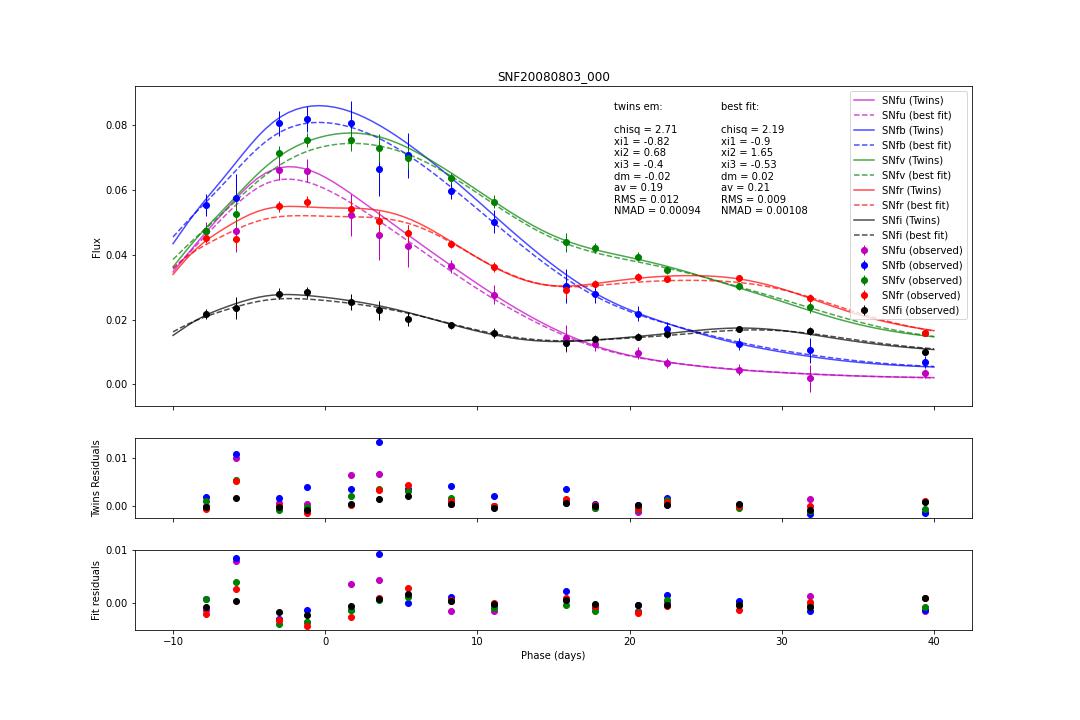 SNF20080803_000
twins em: best fit:
chisq = 2.71 chisq = 2.19
xi1 = -0.82 xi1 = -0.9
xi2 = 0.68 xi2 = 1.65
xi3 = -0.4 xi3 = -0.53
dm = -0.02 dm = 0.02
av = 0.19 av = 0.21
RMS = 0.012 RMS = 0.009
NMAD = 0.00094 NMAD = 0.00108
SNfu (Twins)
SNfu (best fit)
SNfb (Twins)
SNfb (best fit)
SNfv (Twins)
SNfv (best fit)
SNfr (Twins)
SNfr (best fit)
SNfi (Twins)
SNfi (best fit)
SNfu (observed)
SNfb (observed)
SNfv (observed)
SNfr (observed)
SNfi (observed)
Flux
0.08
0.06
0.04
0.02
0.00
Twins Residuals
0.01
0.00
Fit residuals
0.01
0.00
−10 0 10 20 30 40
Phase (days)